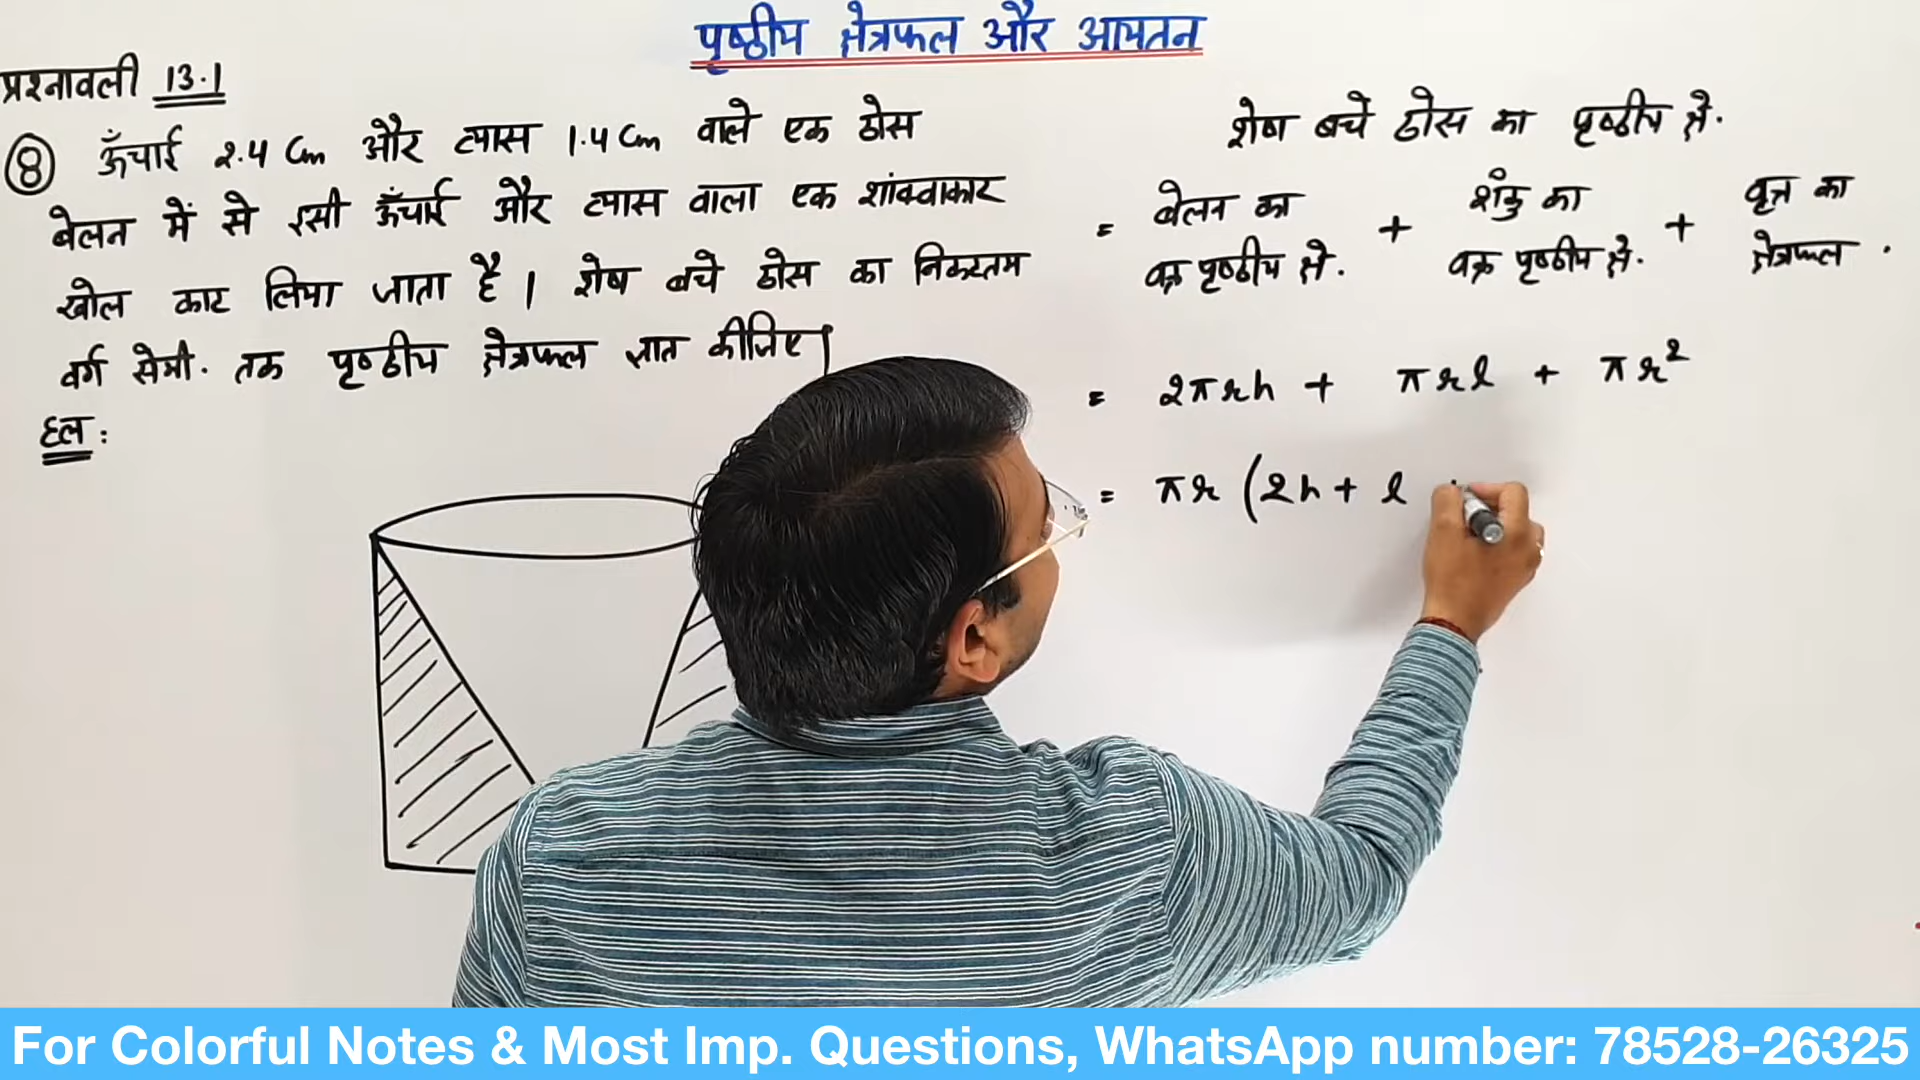 पृष्ठीय क्षेत्रफल और आयतन
प्रश्नावली 13.1
8 ऊँचाई 2.4 Cm और व्यास 1.4 Cm वाले एक ठोस
बेलन में से इसी ऊँचाई और व्यास वाला एक शांक्वाकार
खोल काट लिया जाता है। शेष बचे ठोस का निकटतम
वर्ग सेमी. तक पृष्ठीय क्षेत्रफल ज्ञात कीजिए।
हल:
शेष बचे ठोस का पृष्ठीय क्षे.
= बेलन का वक्र पृष्ठीय क्षे. + शंकु का वक्र पृष्ठीय क्षे. + वृत्त का क्षेत्रफल.
= 2πrh + πrl + πr²
= πr (2h + l
For Colorful Notes & Most Imp. Questions, WhatsApp number: 78528-26325